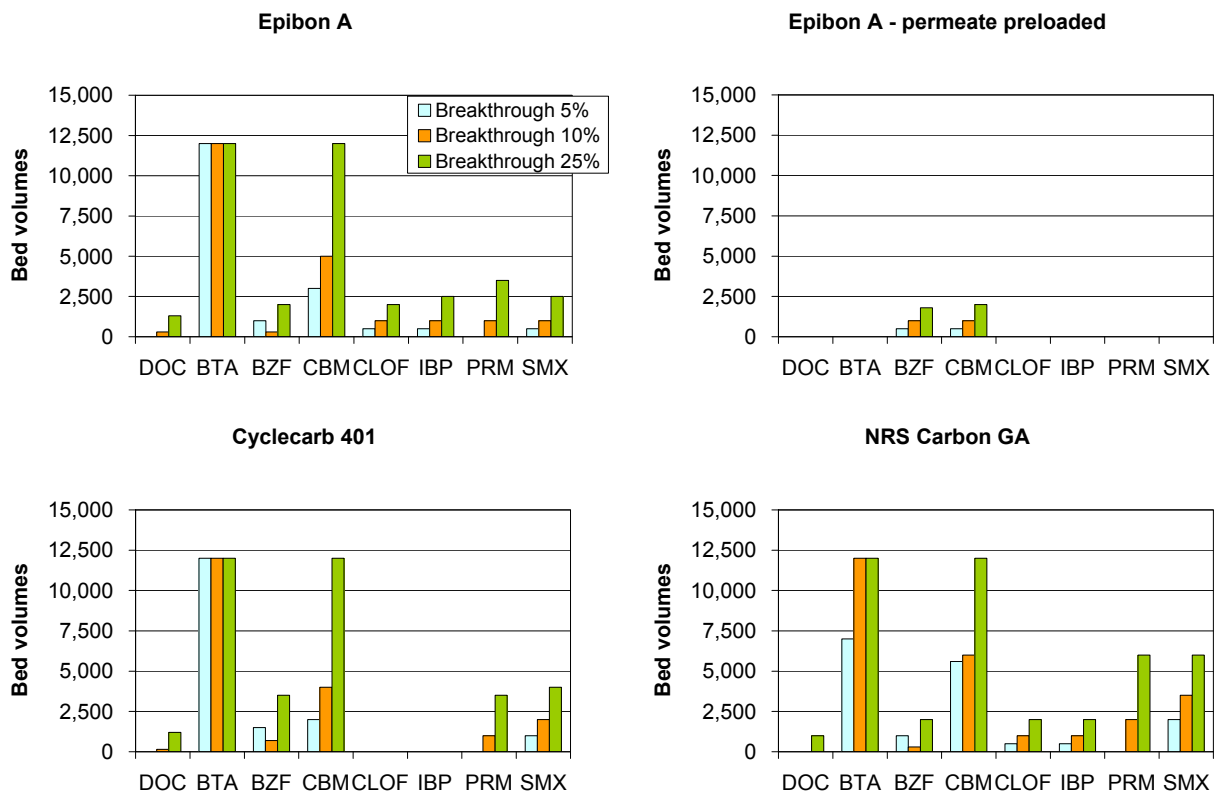 Epibon A
Epibon A - permeate preloaded
Bed volumes
15,000
12,500
10,000
7,500
5,000
2,500
0
Breakthrough 5%
Breakthrough 10%
Breakthrough 25%
DOC BTA BZF CBM CLOF IBP PRM SMX
Bed volumes
15,000
12,500
10,000
7,500
5,000
2,500
0
DOC BTA BZF CBM CLOF IBP PRM SMX
Cyclecarb 401
NRS Carbon GA
Bed volumes
15,000
12,500
10,000
7,500
5,000
2,500
0
DOC BTA BZF CBM CLOF IBP PRM SMX
Bed volumes
15,000
12,500
10,000
7,500
5,000
2,500
0
DOC BTA BZF CBM CLOF IBP PRM SMX